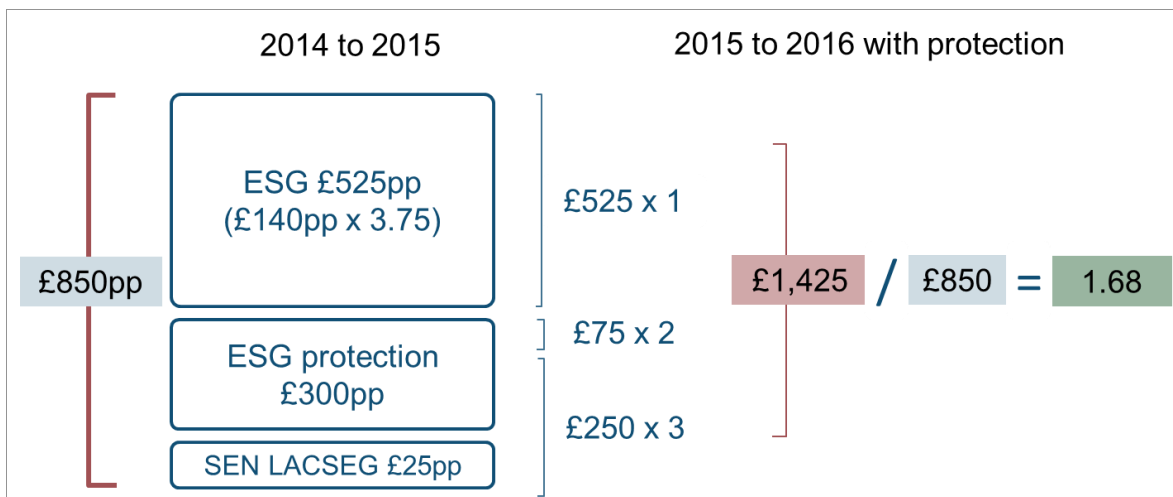 2014 to 2015
2015 to 2016 with protection
£850pp
ESG £525pp
(£140pp x 3.75)
ESG protection
£300pp
SEN LACSEG £25pp
£525 x 1
£75 x 2
£250 x 3
£1,425 / £850 = 1.68